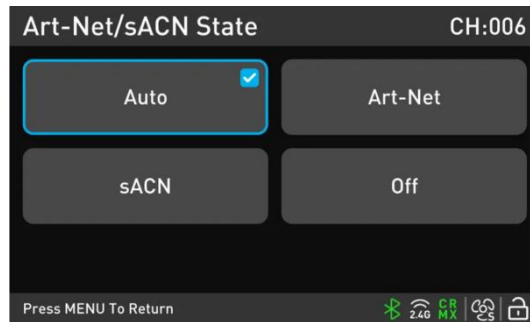 Art-Net/sACN State CH:006
Auto Art-Net
sACN Off
Press MENU To Return 2.4G CR MX S